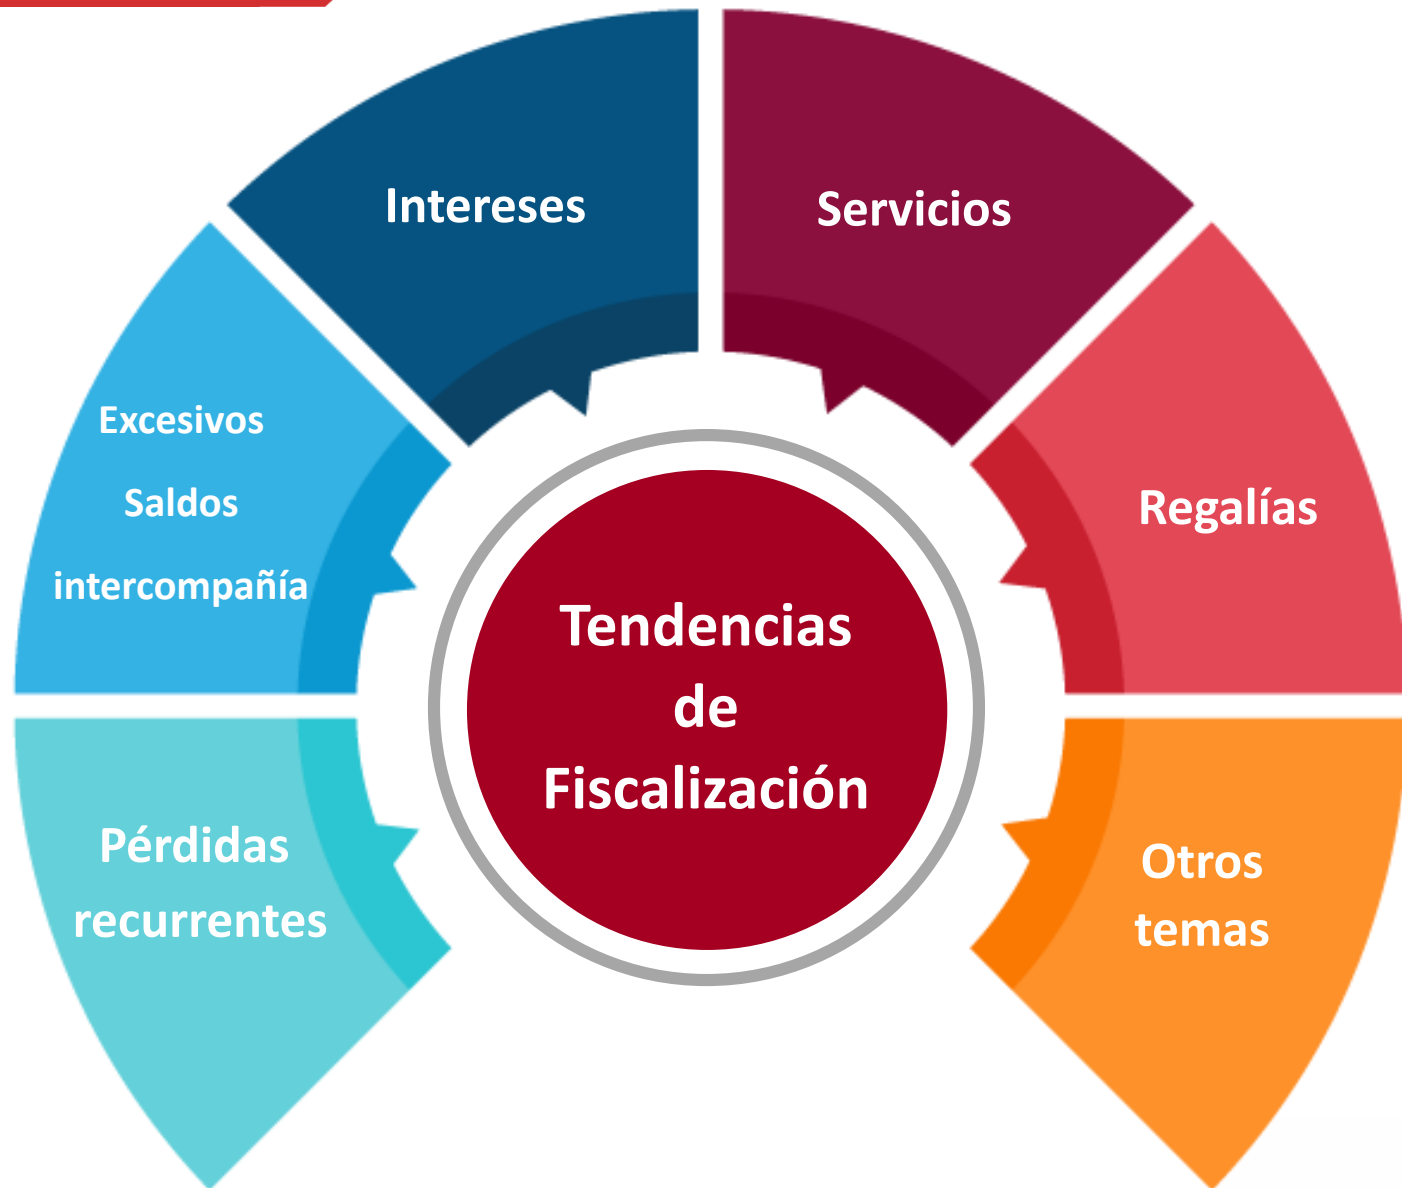 Intereses
Servicios
Excesivos
Saldos
intercompañía
Regalías
Tendencias
de
Fiscalización
Pérdidas
recurrentes
Otros
temas